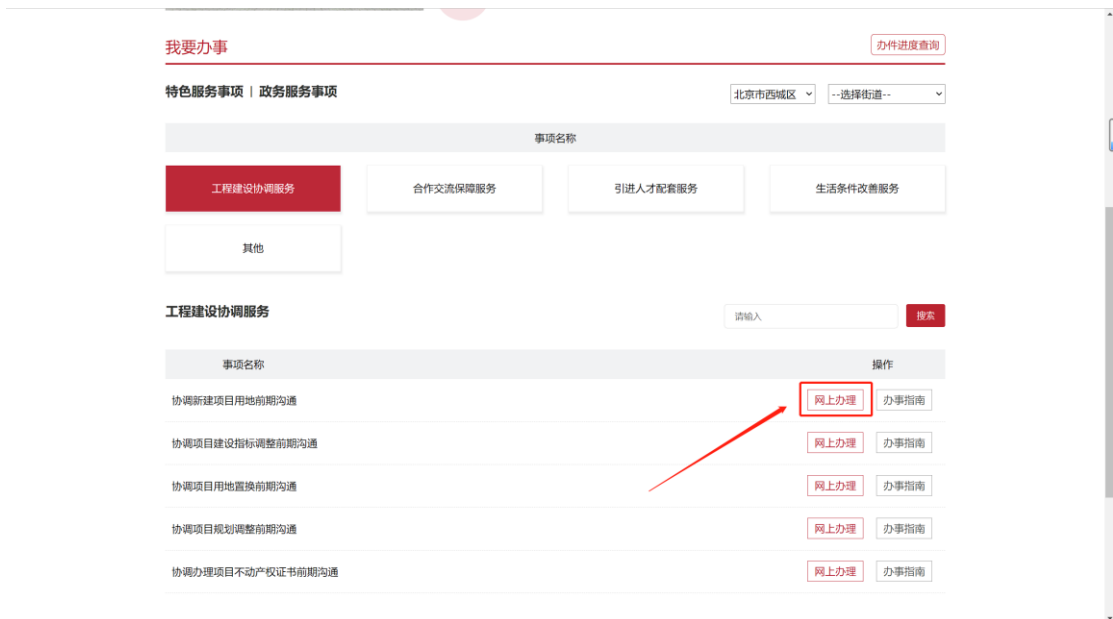 我要办事 办件进度查询
特色服务事项 | 政务服务事项 北京市西城区 --选择街道--
事项名称
工程建设协调服务 合作交流保障服务 引进人才配套服务 生活条件改善服务
其他
工程建设协调服务 请输入 搜索
事项名称 操作
协调新建项目用地前期沟通 网上办理 办事指南
协调项目建设指标调整前期沟通 网上办理 办事指南
协调项目用地置换前期沟通 网上办理 办事指南
协调项目规划调整前期沟通 网上办理 办事指南
协调办理项目不动产权证书前期沟通 网上办理 办事指南